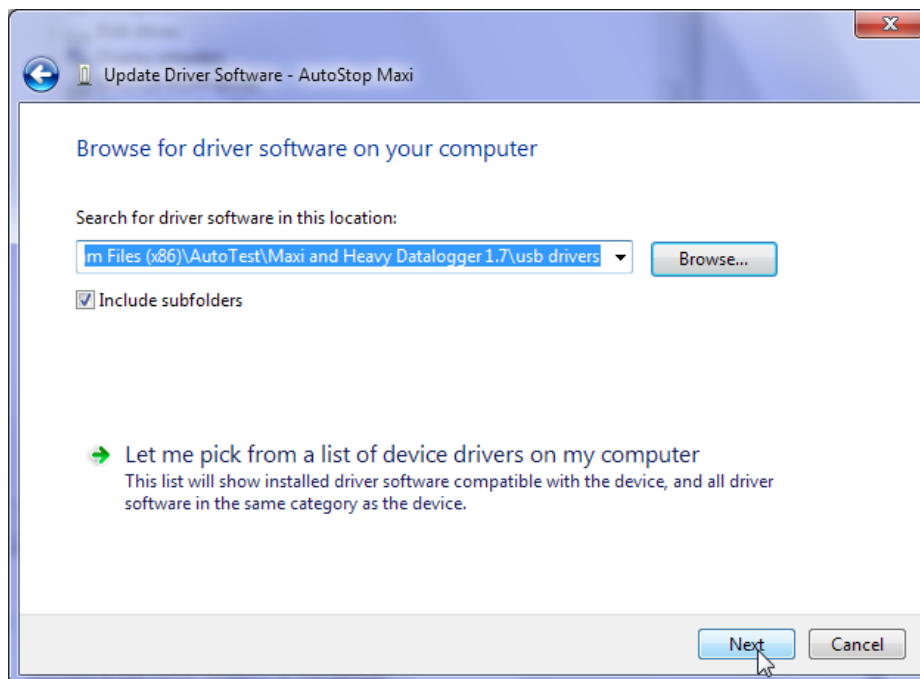 Update Driver Software - AutoStop Maxi
Browse for driver software on your computer
Search for driver software in this location:
m Files (x86)\AutoTest\Maxi and Heavy Datalogger 1.7\usb drivers
Browse...
Include subfolders
Let me pick from a list of device drivers on my computer
This list will show installed driver software compatible with the device, and all driver
software in the same category as the device.
Next
Cancel